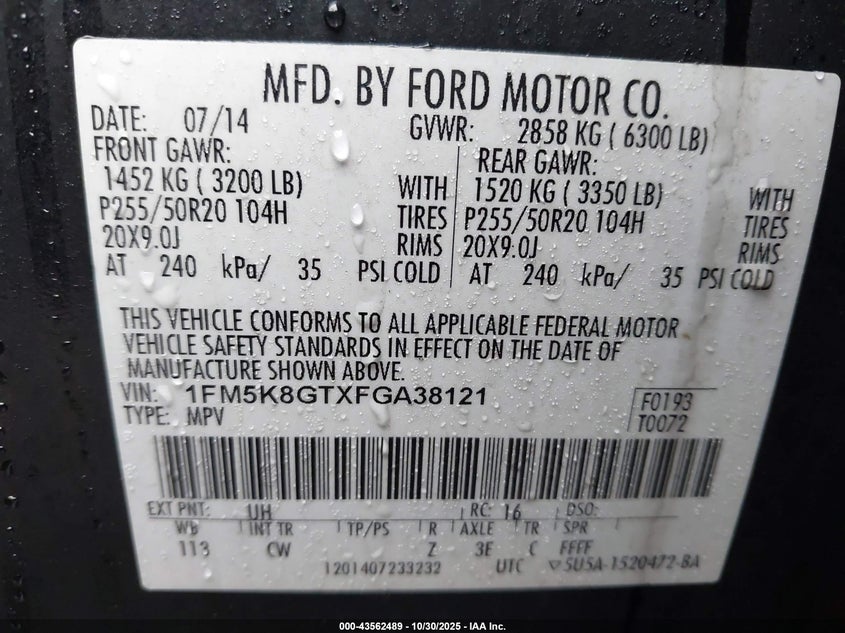 MFD. BY FORD MOTOR CO.
DATE: 07/14 GVWR: 2858 KG ( 6300 LB)
FRONT GAWR: REAR GAWR:
1452 KG ( 3200 LB) WITH 1520 KG ( 3350 LB) WITH
P255/50R20 104H TIRES P255/50R20 104H TIRES
20X9.0J RIMS 20X9.0J RIMS
AT 240 kPa/ 35 PSI COLD AT 240 kPa/ 35 PSI COLD
THIS VEHICLE CONFORMS TO ALL APPLICABLE FEDERAL MOTOR
VEHICLE SAFETY STANDARDS IN EFFECT ON THE DATE OF
MANUFACTURE SHOWN ABOVE.
VIN: 1FM5K8GTXFGA38121 F0193
TYPE: MPV T0072
EXT PNT: UH RC: 16 DSO:
WB INT TR TP/PS R AXLE TR SPR
113 CW Z 3E C FFFF
1201407233232 UTC ▽5U5A-1520472-BA
000-43562489 - 10/30/2025 - IAA Inc.